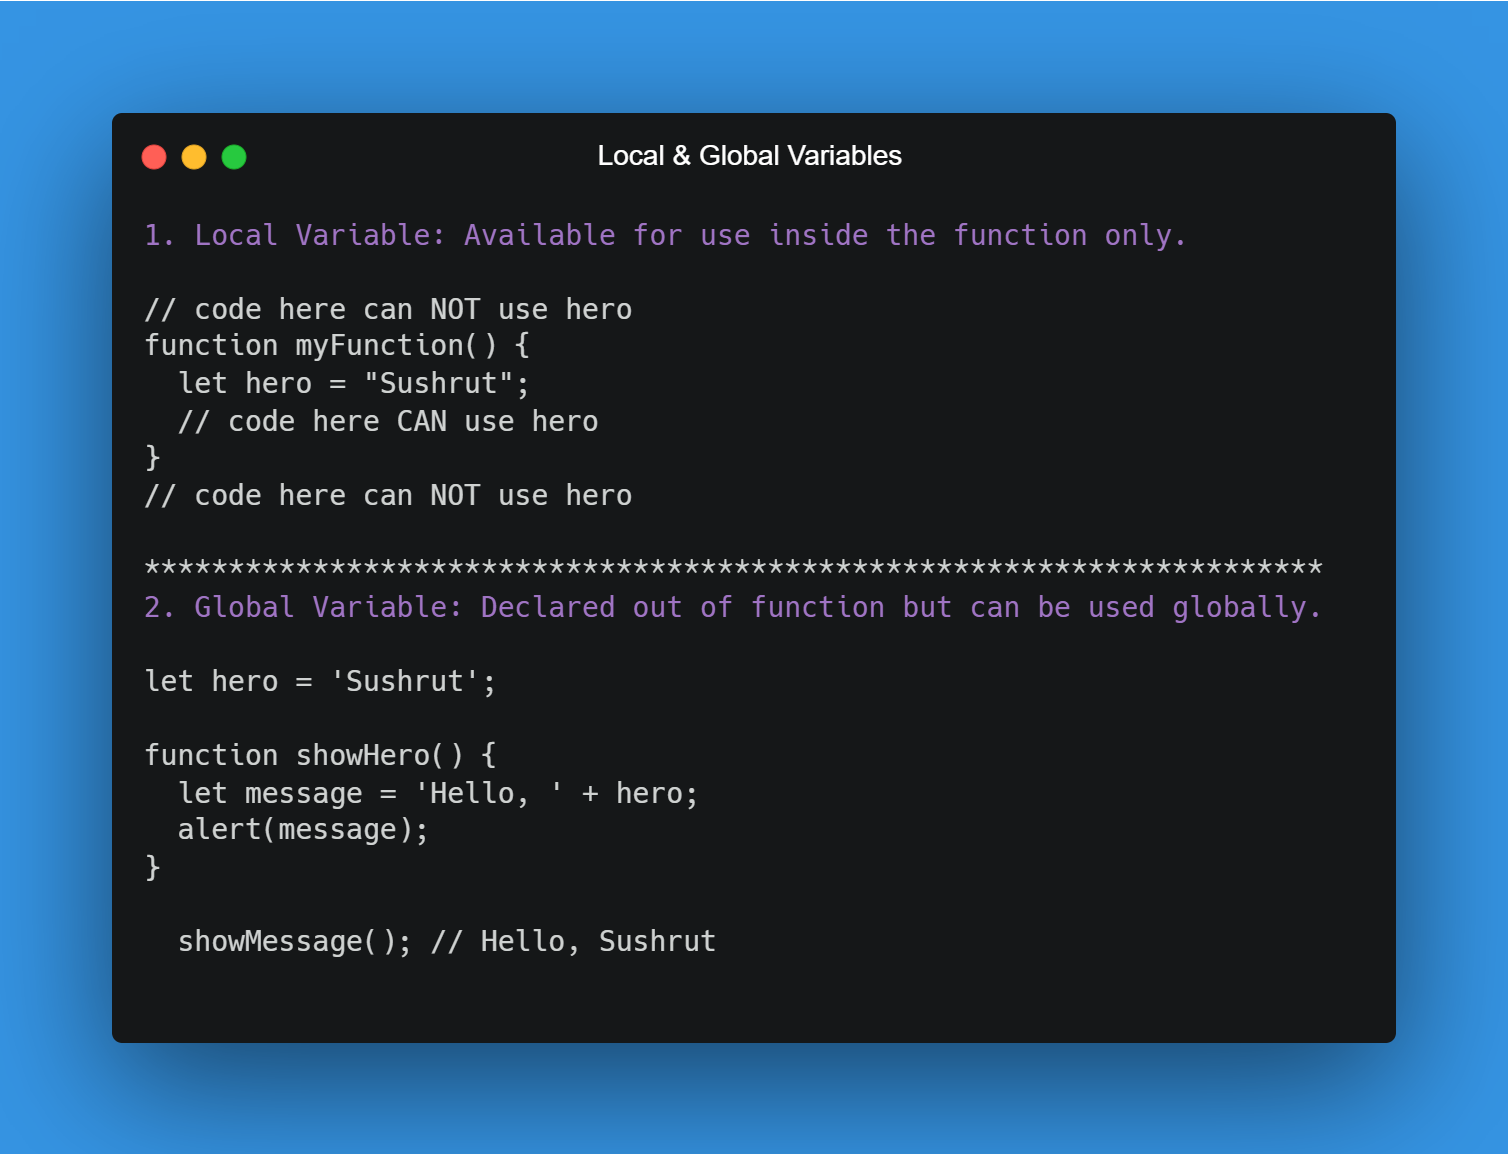 Local & Global Variables
1. Local Variable: Available for use inside the function only.
// code here can NOT use hero
function myFunction() {
  let hero = "Sushrut";
  // code here CAN use hero
}
// code here can NOT use hero
**********************************************************************
2. Global Variable: Declared out of function but can be used globally.
let hero = 'Sushrut';
function showHero() {
  let message = 'Hello, ' + hero;
  alert(message);
}
  showMessage(); // Hello, Sushrut